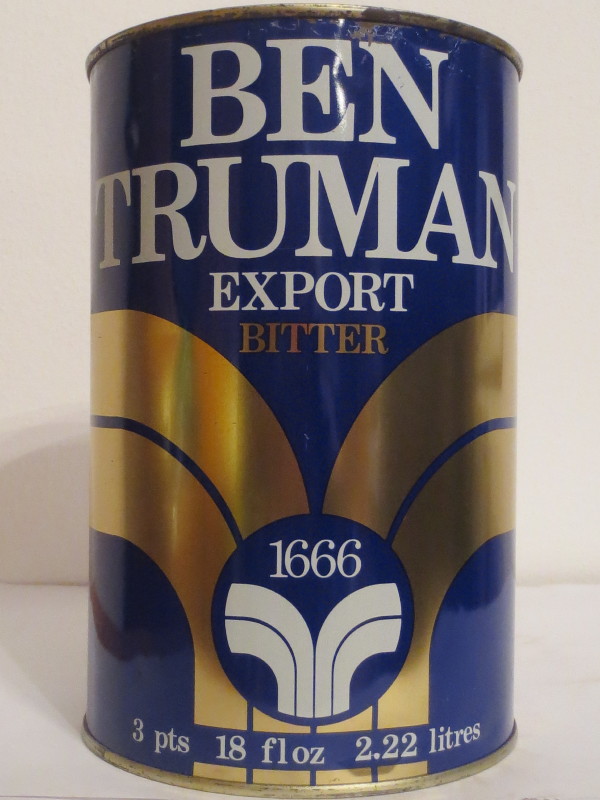 BEN
TRUMAN
EXPORT
BITTER
1666
3 pts 18 fl oz 2.22 litres